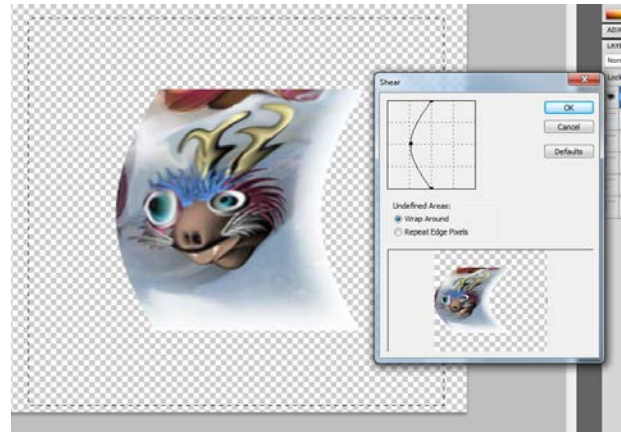 Shear
OK
Cancel
Defaults
Undefined Areas:
Wrap Around
Repeat Edge Pixels